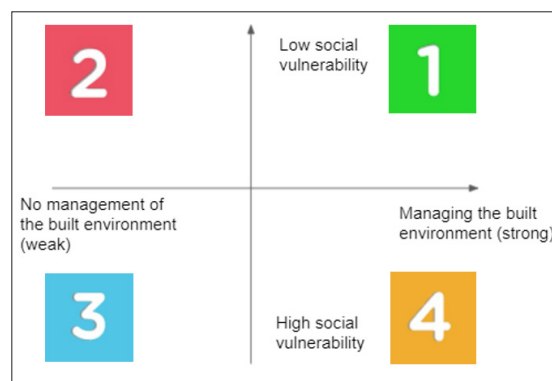 2
Low social
vulnerability
1
No management of
the built environment
(weak)
Managing the built
environment (strong)
3
High social
vulnerability
4